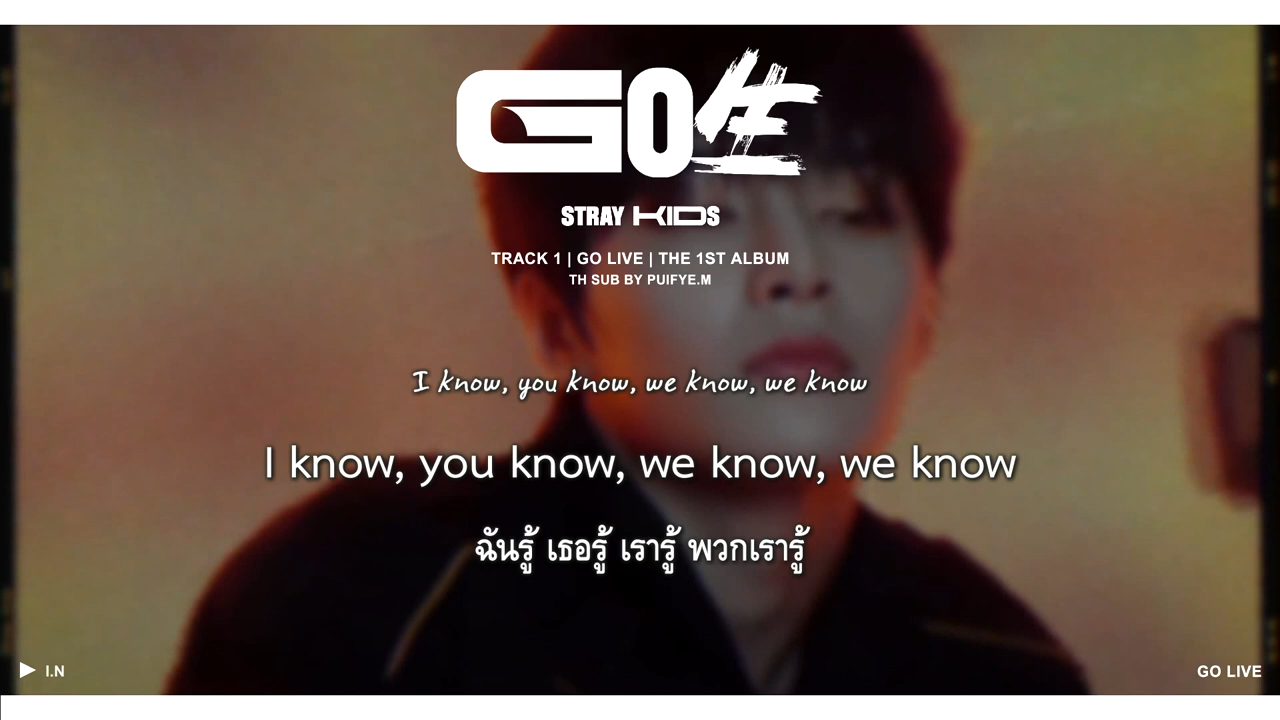 GO生
STRAY KIDS
TRACK 1 | GO LIVE | THE 1ST ALBUM
TH SUB BY PUIFYE.M
I know, you know, we know, we know
I know, you know, we know, we know
ฉันรู้ เธอรู้ เรารู้ พวกเรารู้
I.N
GO LIVE